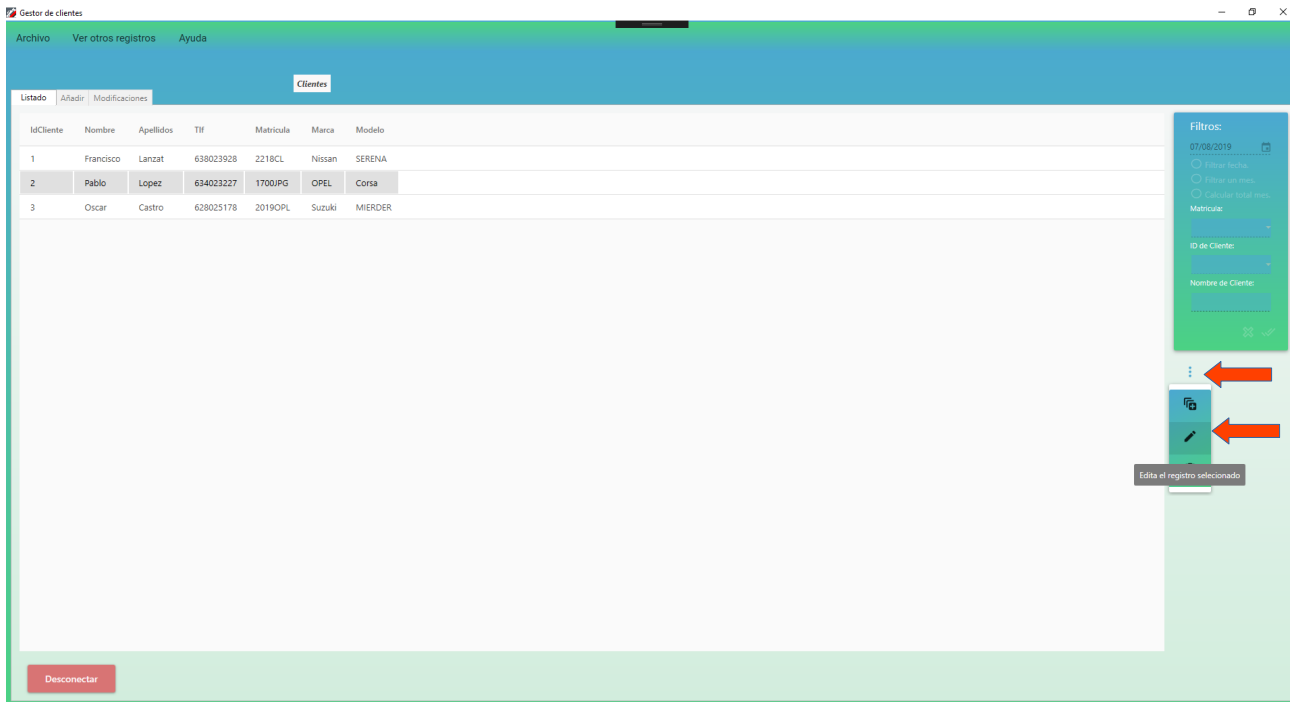 Gestor de clientes
Archivo Ver otros registros Ayuda
Clientes
Listado Añadir Modificaciones
IdCliente Nombre Apellidos Tlf Matricula Marca Modelo
1 Francisco Lanzat 638023928 2218CL Nissan SERENA
2 Pablo Lopez 634023227 1700JPG OPEL Corsa
3 Oscar Castro 628025178 2019OPL Suzuki MIERDER
Filtros:
07/08/2019
Filtrar fecha.
Filtrar un mes.
Calcular total mes.
Matricula:
ID de Cliente:
Nombre de Cliente:
Edita el registro selecionado
Desconectar